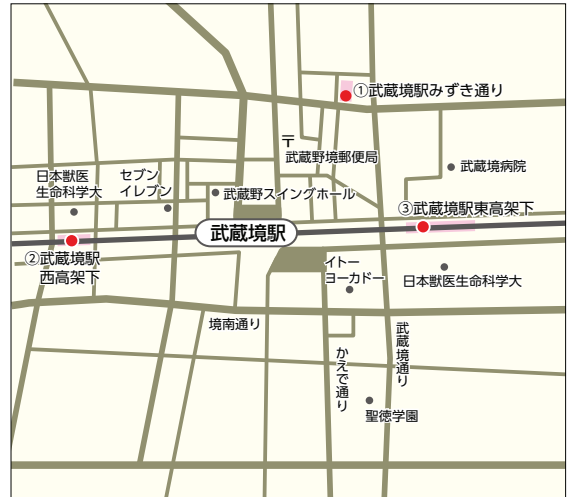 ①武蔵境駅みずき通り
〒
武蔵野境郵便局
武蔵境病院
日本獣医
生命科学大
セブン
イレブン
武蔵野スイングホール
③武蔵境駅東高架下
武蔵境駅
②武蔵境駅
西高架下
イトー
ヨーカドー
日本獣医生命科学大
境南通り
かえで通り
武蔵境通り
聖徳学園